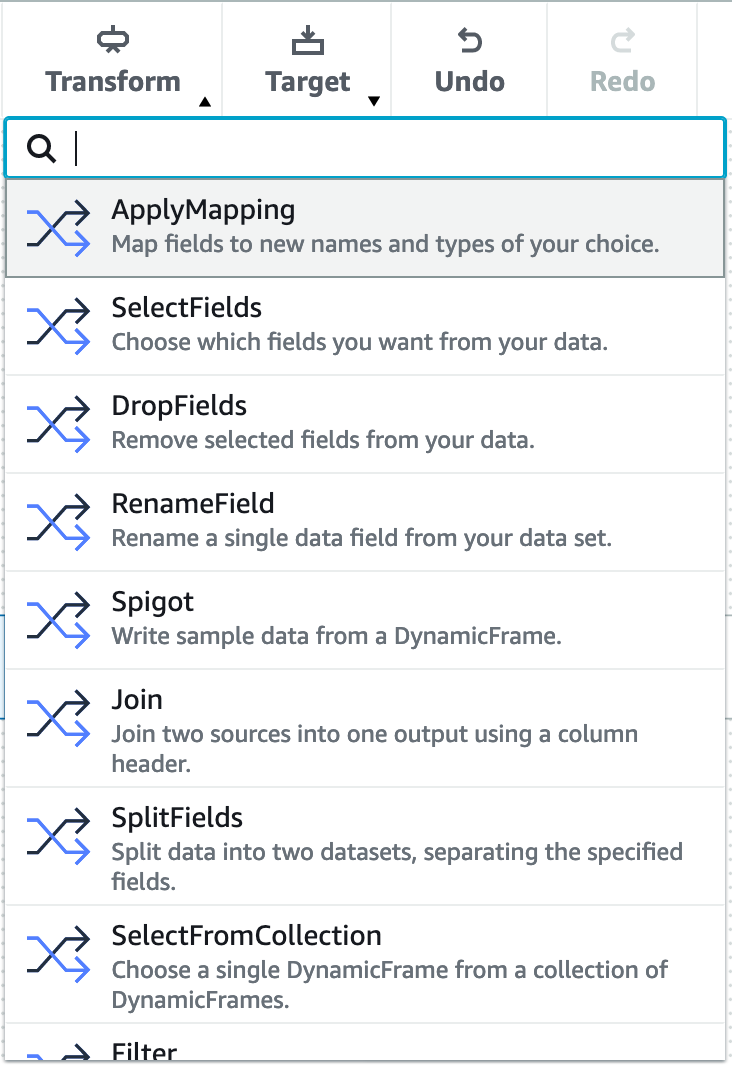 Transform
Target
Undo
Redo
ApplyMapping
Map fields to new names and types of your choice.
SelectFields
Choose which fields you want from your data.
DropFields
Remove selected fields from your data.
RenameField
Rename a single data field from your data set.
Spigot
Write sample data from a DynamicFrame.
Join
Join two sources into one output using a column
header.
SplitFields
Split data into two datasets, separating the specified
fields.
SelectFromCollection
Choose a single DynamicFrame from a collection of
DynamicFrames.
Filter